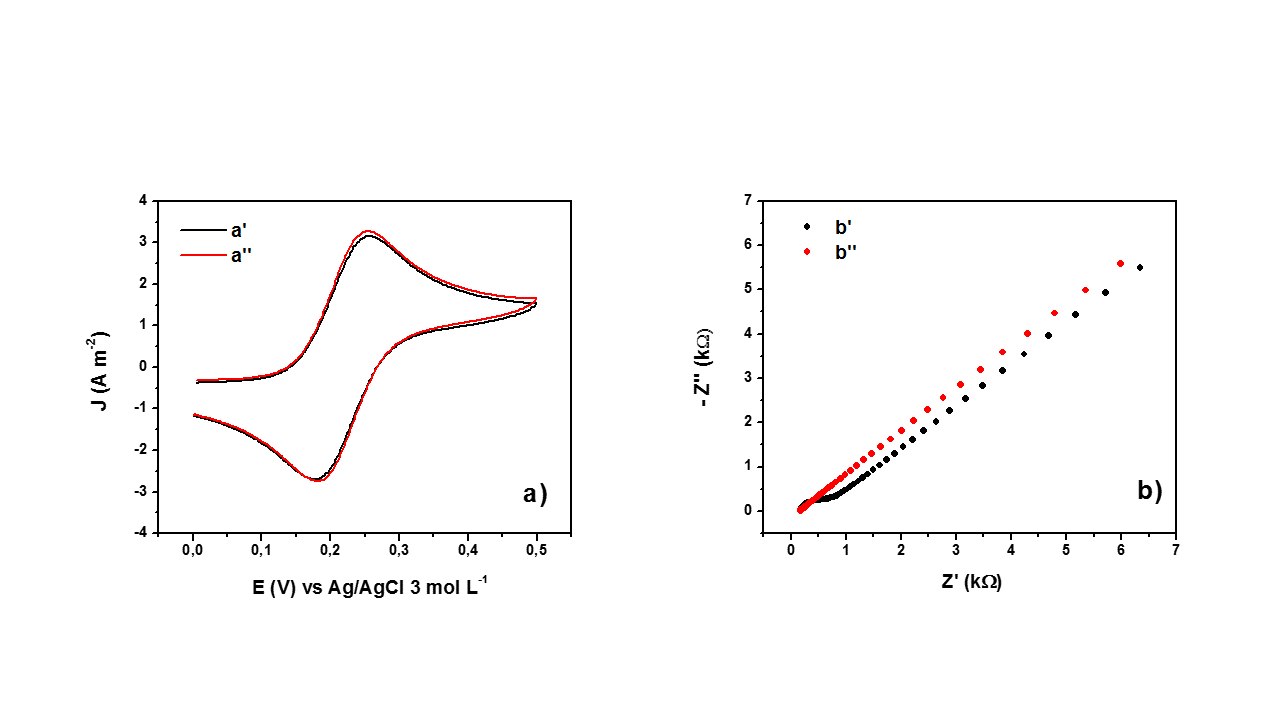 4
3
2
1
0
-1
-2
-3
-4
J (A m-2)
a'
a''
a)
0,0 0,1 0,2 0,3 0,4 0,5
E (V) vs Ag/AgCl 3 mol L-1
7
6
5
4
3
2
1
0
- Z'' (kΩ)
b'
b''
b)
0 1 2 3 4 5 6 7
Z' (kΩ)